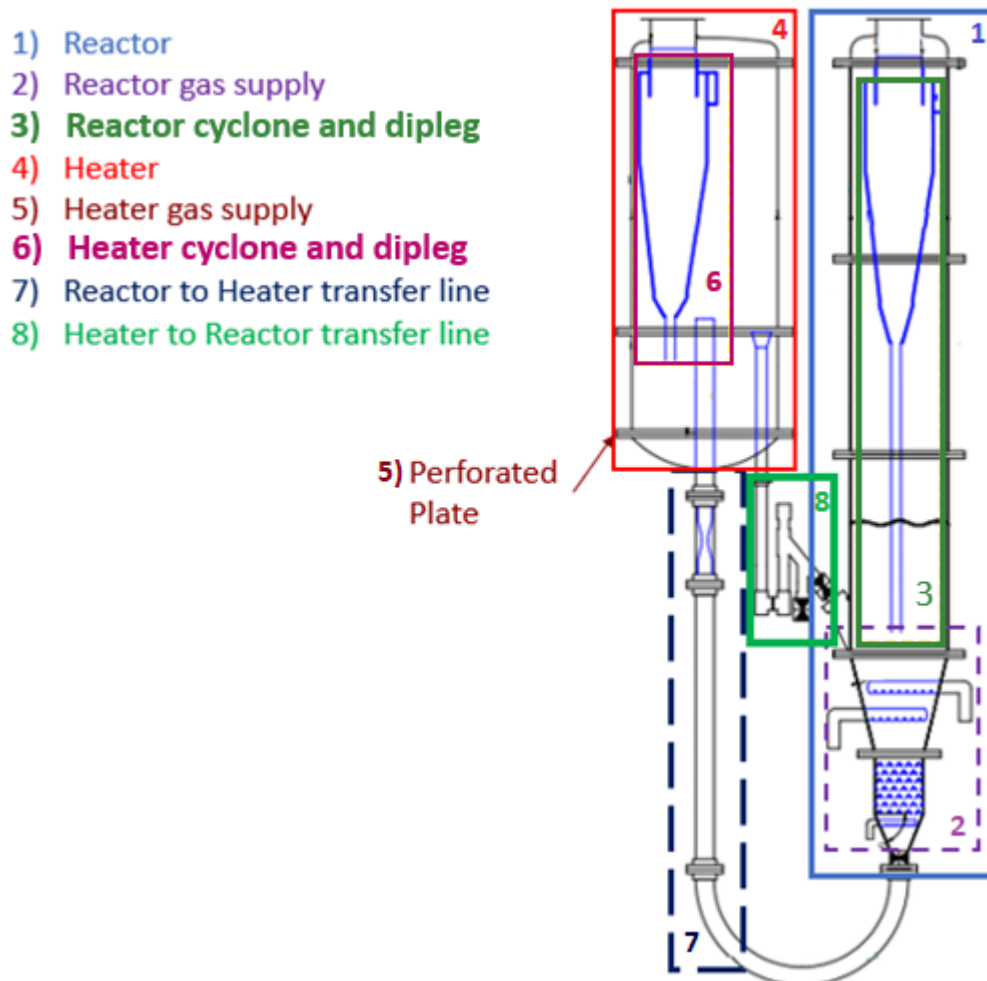 1) Reactor
2) Reactor gas supply
3) Reactor cyclone and dipleg
4) Heater
5) Heater gas supply
6) Heater cyclone and dipleg
7) Reactor to Heater transfer line
8) Heater to Reactor transfer line
4
1
6
5) Perforated
Plate
8
3
2
7